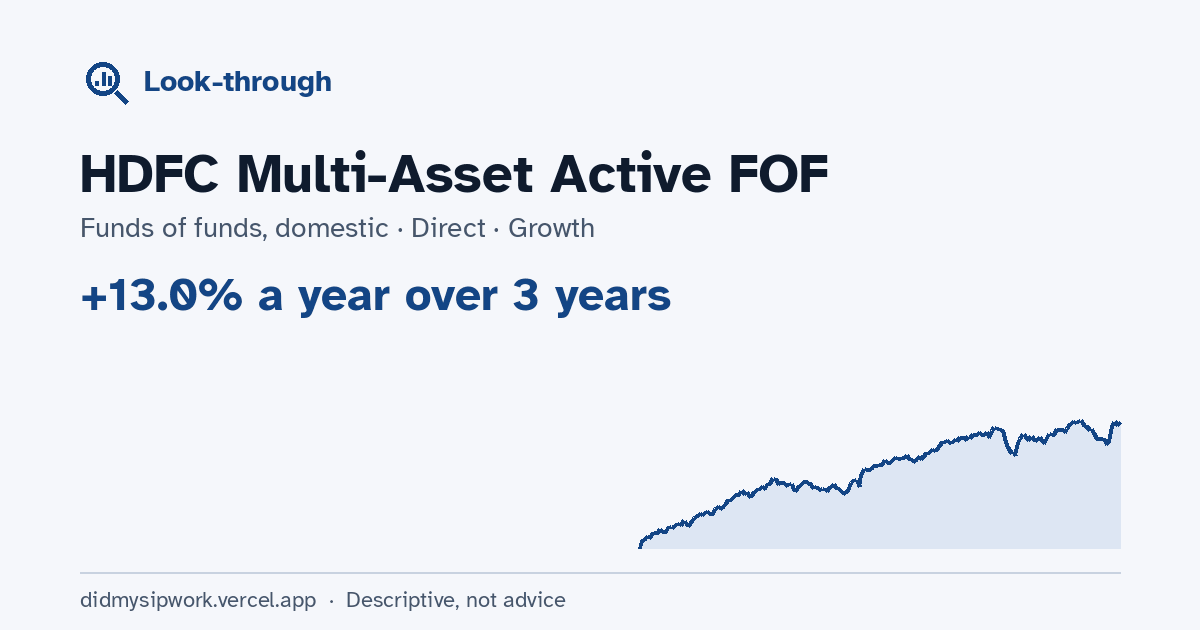 Look-through
HDFC Multi-Asset Active FOF
Funds of funds, domestic · Direct · Growth
+13.0% a year over 3 years
didmysipwork.vercel.app · Descriptive, not advice